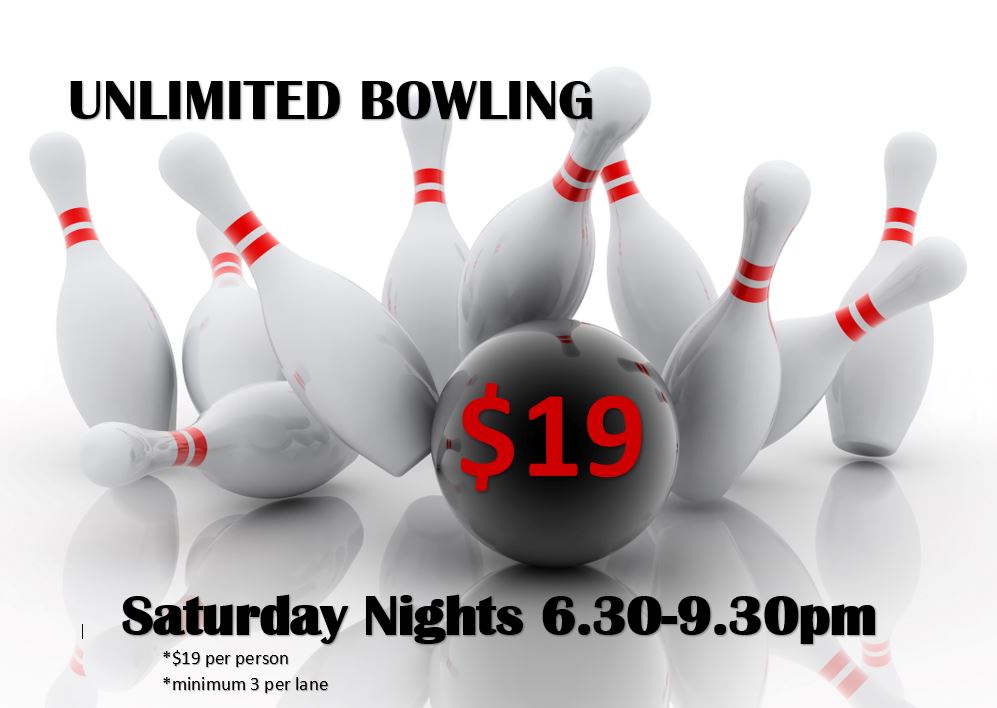 UNLIMITED BOWLING
$19
Saturday Nights 6.30-9.30pm
*$19 per person
*minimum 3 per lane